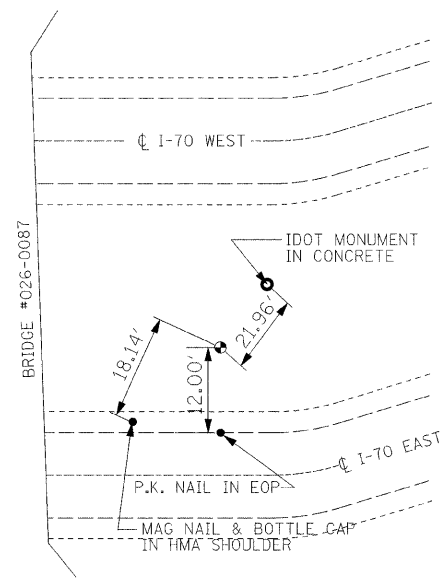 ℄ I-70 WEST
IDOT MONUMENT
IN CONCRETE
BRIDGE #026-0087
21.96'
18.14'
12.00'
℄ I-70 EAST
P.K. NAIL IN EOP
MAG NAIL & BOTTLE CAP
IN HMA SHOULDER